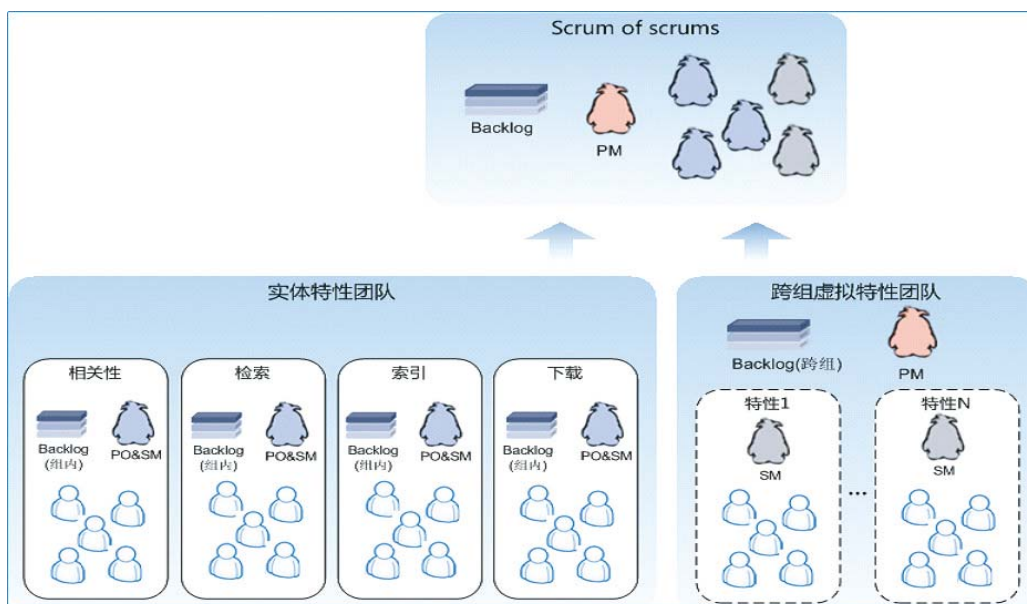 Scrum of scrums
Backlog
PM
实体特性团队
相关性
Backlog
(组内)
PO&SM
检索
Backlog
(组内)
PO&SM
索引
Backlog
(组内)
PO&SM
下载
Backlog
(组内)
PO&SM
跨组虚拟特性团队
Backlog(跨组)
PM
特性1
SM
...
特性N
SM